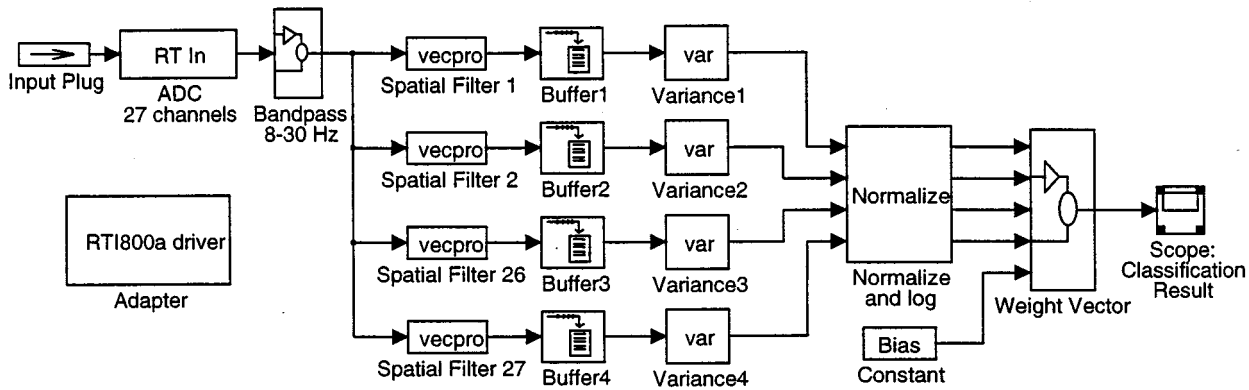 Input Plug
RT In
ADC
27 channels
Bandpass
8-30 Hz
vecpro
Spatial Filter 1
Buffer1
var
Variance1
vecpro
Spatial Filter 2
Buffer2
var
Variance2
vecpro
Spatial Filter 26
Buffer3
var
Variance3
vecpro
Spatial Filter 27
Buffer4
var
Variance4
RTI800a driver
Adapter
Normalize
Normalize
and log
Bias
Constant
Weight Vector
Scope:
Classification
Result